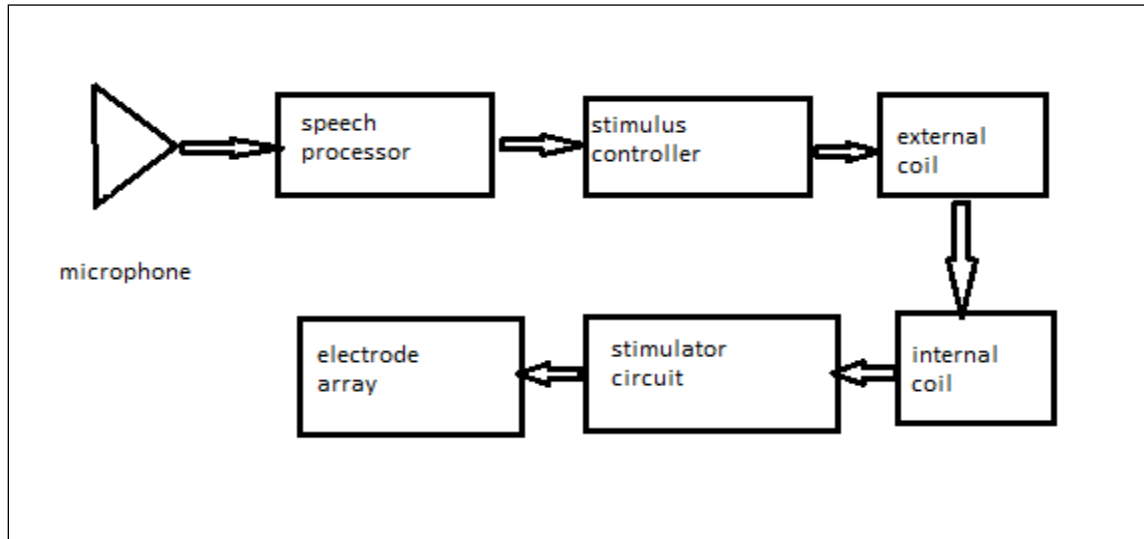 speech
processor
stimulus
controller
external
coil
microphone
electrode
array
stimulator
circuit
internal
coil